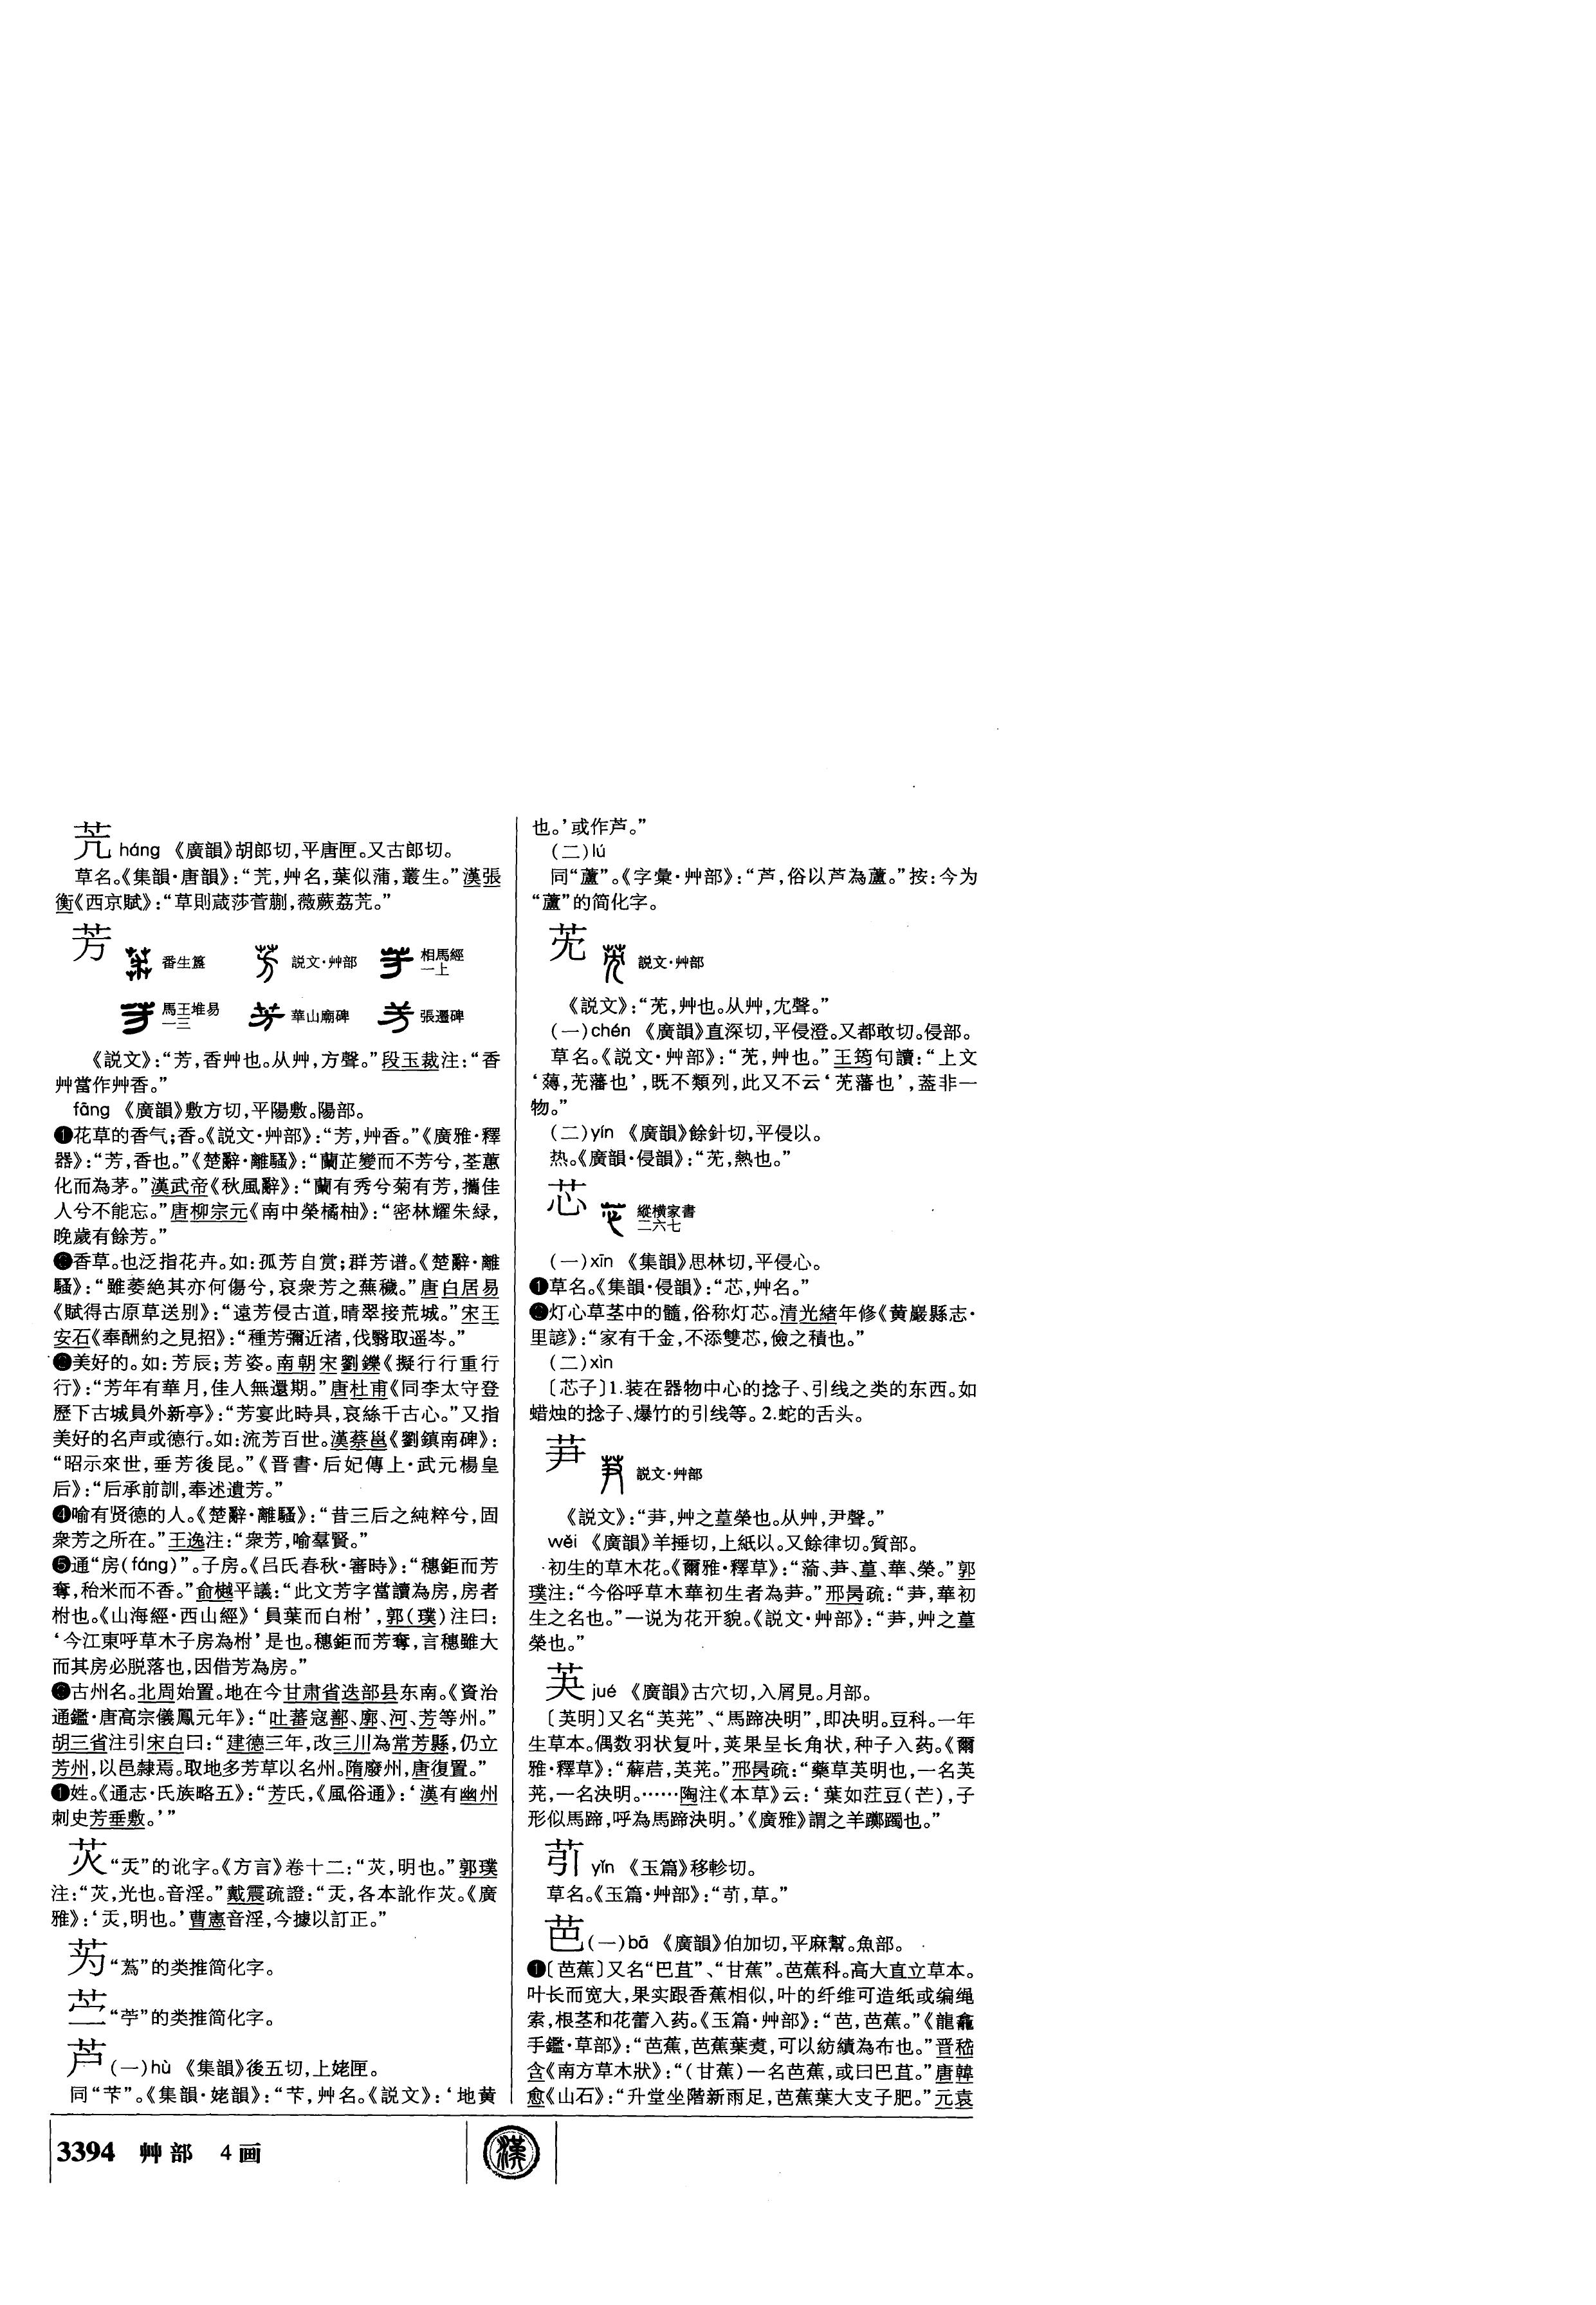 苀 háng 《廣韻》胡郎切,平唐匣。又古郎切。
草名。《集韻·唐韻》:“苀,艸名,葉似蒲,叢生。”漢張
衡《西京賦》:“草則葴莎菅蒯,薇蕨荔苀。”
芳
番生簋 説文·艸部 相馬經
一上
馬王堆易
一三 華山廟碑 張遷碑
《説文》:“芳,香艸也。从艸,方聲。”段玉裁注:“香
艸當作艸香。”
fāng 《廣韻》敷方切,平陽敷。陽部。
❶花草的香气;香。《説文·艸部》:“芳,艸香。”《廣雅·釋
器》:“芳,香也。”《楚辭·離騷》:“蘭芷變而不芳兮,荃蕙
化而為茅。”漢武帝《秋風辭》:“蘭有秀兮菊有芳,攜佳
人兮不能忘。”唐柳宗元《南中榮橘柚》:“密林耀朱緑,
晚歲有餘芳。”
❷香草。也泛指花卉。如:孤芳自赏;群芳谱。《楚辭·離
騷》:“雖萎絶其亦何傷兮,哀衆芳之蕪穢。”唐白居易
《賦得古原草送别》:“遠芳侵古道,晴翠接荒城。”宋王
安石《奉酬約之見招》:“種芳彌近渚,伐翳取遥岑。”
❸美好的。如:芳辰;芳姿。南朝宋劉鑠《擬行行重行
行》:“芳年有華月,佳人無還期。”唐杜甫《同李太守登
歷下古城員外新亭》:“芳宴此時具,哀絲千古心。”又指
美好的名声或德行。如:流芳百世。漢蔡邕《劉鎮南碑》:
“昭示來世,垂芳後昆。”《晋書·后妃傳上·武元楊皇
后》:“后承前訓,奉述遺芳。”
❹喻有贤德的人。《楚辭·離騷》:“昔三后之純粹兮,固
衆芳之所在。”王逸注:“衆芳,喻羣賢。”
❺通“房(fáng)”。子房。《吕氏春秋·審時》:“穗鉅而芳
奪,秮米而不香。”俞樾平議:“此文芳字當讀為房,房者
柎也。《山海經·西山經》‘員葉而白柎’,郭(璞)注曰:
‘今江東呼草木子房為柎’是也。穗鉅而芳奪,言穗雖大
而其房必脱落也,因借芳為房。”
❻古州名。北周始置。地在今甘肃省迭部县东南。《資治
通鑑·唐高宗儀鳳元年》:“吐蕃寇鄯、廓、河、芳等州。”
胡三省注引宋白曰:“建德三年,改三川為常芳縣,仍立
芳州,以邑隸焉。取地多芳草以名州。隋廢州,唐復置。”
❶姓。《通志·氏族略五》:“芳氏,《風俗通》:‘漢有幽州
刺史芳垂敷。’”
苂 “炗”的讹字。《方言》卷十二:“苂,明也。”郭璞
注:“苂,光也。音淫。”戴震疏證:“炗,各本訛作苂。《廣
雅》:‘炗,明也。’曹憲音淫,今據以訂正。”
芴“蒍”的类推简化字。
苎“苧”的类推简化字。
芦 (一)hù 《集韻》後五切,上姥匣。
同“芐”。《集韻·姥韻》:“芐,艸名。《説文》:‘地黄
也。’或作芦。”
(二)lú
同“蘆”。《字彙·艸部》:“芦,俗以芦為蘆。”按:今为
“蘆”的简化字。
芫
説文·艸部
《説文》:“芫,艸也。从艸,冘聲。”
(一)chén 《廣韻》直深切,平侵澄。又都敢切。侵部。
草名。《説文·艸部》:“芫,艸也。”王筠句讀:“上文
‘薚,芫藩也’,既不類列,此又不云‘芫藩也’,蓋非一
物。”
(二)yín 《廣韻》餘針切,平侵以。
热。《廣韻·侵韻》:“芫,熱也。”
芯
縱横家書
二六七
(一)xīn 《集韻》思林切,平侵心。
❶草名。《集韻·侵韻》:“芯,艸名。”
❷灯心草茎中的髓,俗称灯芯。清光緒年修《黄巖縣志·
里諺》:“家有千金,不添雙芯,儉之積也。”
(二)xìn
〔芯子〕1.装在器物中心的捻子、引线之类的东西。如
蜡烛的捻子、爆竹的引线等。2.蛇的舌头。
芛
説文·艸部
《説文》:“芛,艸之葟榮也。从艸,尹聲。”
wěi 《廣韻》羊捶切,上紙以。又餘律切。質部。
初生的草木花。《爾雅·釋草》:“蕍、芛、葟、華、榮。”郭
璞注:“今俗呼草木華初生者為芛。”邢昺疏:“芛,華初
生之名也。”一说为花开貌。《説文·艸部》:“芛,艸之葟
榮也。”
芵 jué 《廣韻》古穴切,入屑見。月部。
〔芵明〕又名“芵茪”、“馬蹄决明”,即决明。豆科。一年
生草本。偶数羽状复叶,荚果呈长角状,种子入药。《爾
雅·釋草》:“薢茩,芵茪。”邢昺疏:“藥草芵明也,一名芵
茪,一名決明。……陶注《本草》云:‘葉如茳豆(芒),子
形似馬蹄,呼為馬蹄決明。’《廣雅》謂之羊躑躅也。”
䒡 yǐn 《玉篇》移軫切。
草名。《玉篇·艸部》:“䒡,草。”
芭 (一)bā 《廣韻》伯加切,平麻幫。魚部。
❶〔芭蕉〕又名“巴苴”、“甘蕉”。芭蕉科。高大直立草本。
叶长而宽大,果实跟香蕉相似,叶的纤维可造纸或编绳
索,根茎和花蕾入药。《玉篇·艸部》:“芭,芭蕉。”《龍龕
手鑑·草部》:“芭蕉,芭蕉葉煑,可以紡績為布也。”晋嵇
含《南方草木狀》:“(甘蕉)一名芭蕉,或曰巴苴。”唐韓
愈《山石》:“升堂坐階新雨足,芭蕉葉大支子肥。”元袁
3394 艸部 4画
漢